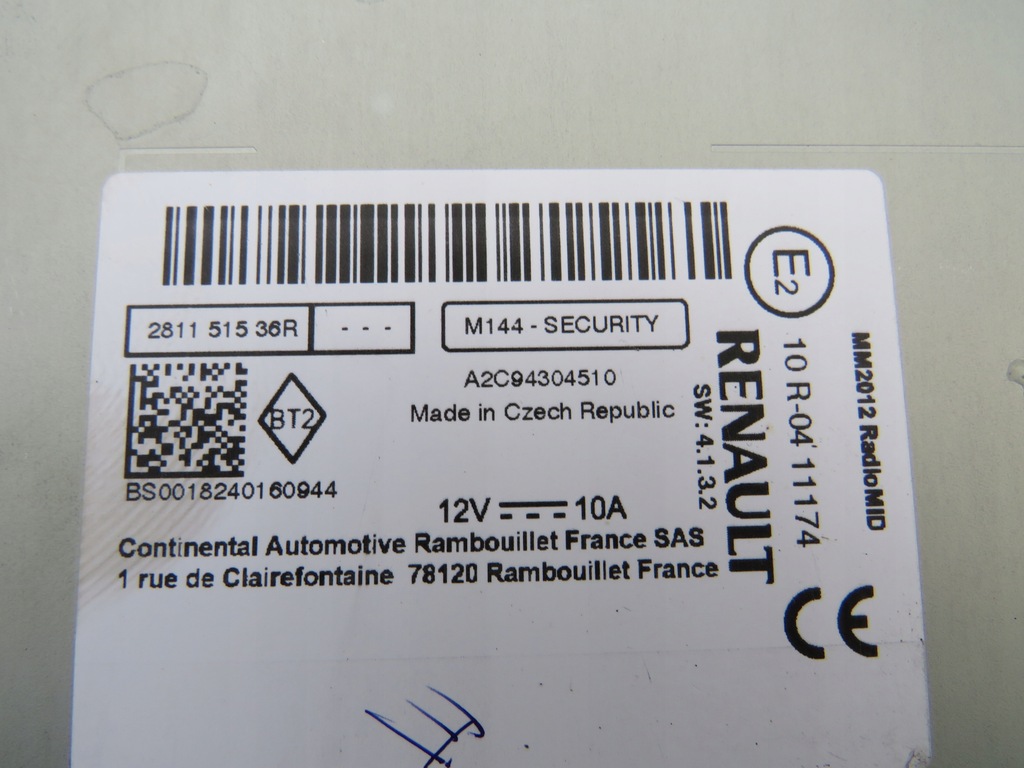 2811 515 36R
- - -
M144 - SECURITY
A2C94304510
Made in Czech Republic
BT2
BS0018240160944
12V 10A
Continental Automotive Rambouillet France SAS
1 rue de Clairefontaine 78120 Rambouillet France
SW: 4.1.3.2
RENAULT
E2
10 R-04 11174
MM2012 RadioMID
CE